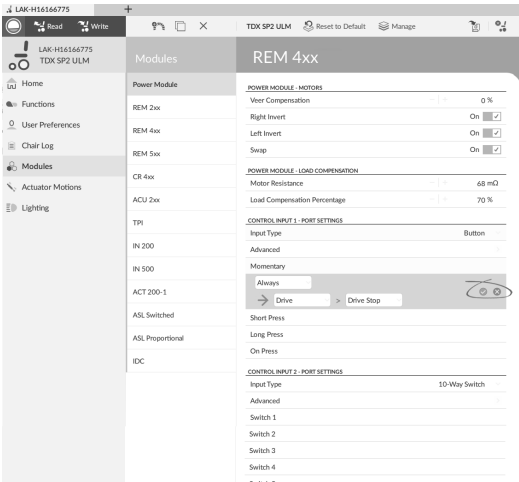 LAK-H16166775
+
Read
Write
TDX SP2 ULM
Reset to Default
Manage
LAK-H16166775
TDX SP2 ULM
Modules
REM 4xx
Home
Functions
User Preferences
Chair Log
Modules
Actuator Motions
Lighting
Power Module
REM 2xx
REM 4xx
REM 5xx
CR 4xx
ACU 2xx
TPI
IN 200
IN 500
ACT 200-1
ASL Switched
ASL Proportional
IDC
POWER MODULE - MOTORS
Veer Compensation 0 %
Right Invert On
Left Invert On
Swap On
POWER MODULE - LOAD COMPENSATION
Motor Resistance 68 mΩ
Load Compensation Percentage 70 %
CONTROL INPUT 1 - PORT SETTINGS
Input Type Button
Advanced
Momentary
Always
Drive > Drive Stop
Short Press
Long Press
On Press
CONTROL INPUT 2 - PORT SETTINGS
Input Type 10-Way Switch
Advanced
Switch 1
Switch 2
Switch 3
Switch 4